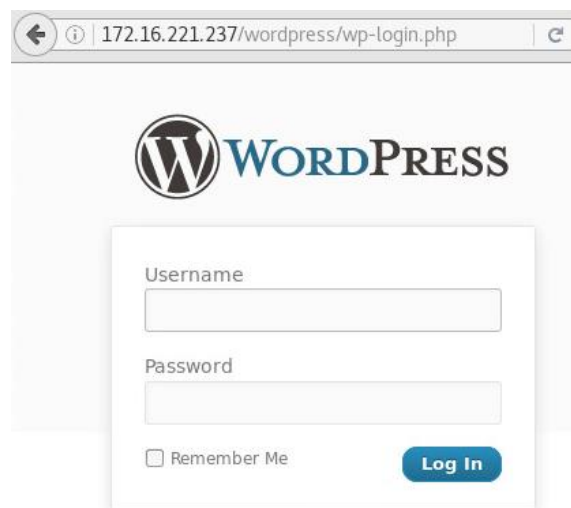 172.16.221.237/wordpress/wp-login.php
WORDPRESS
Username
Password
Remember Me
Log In